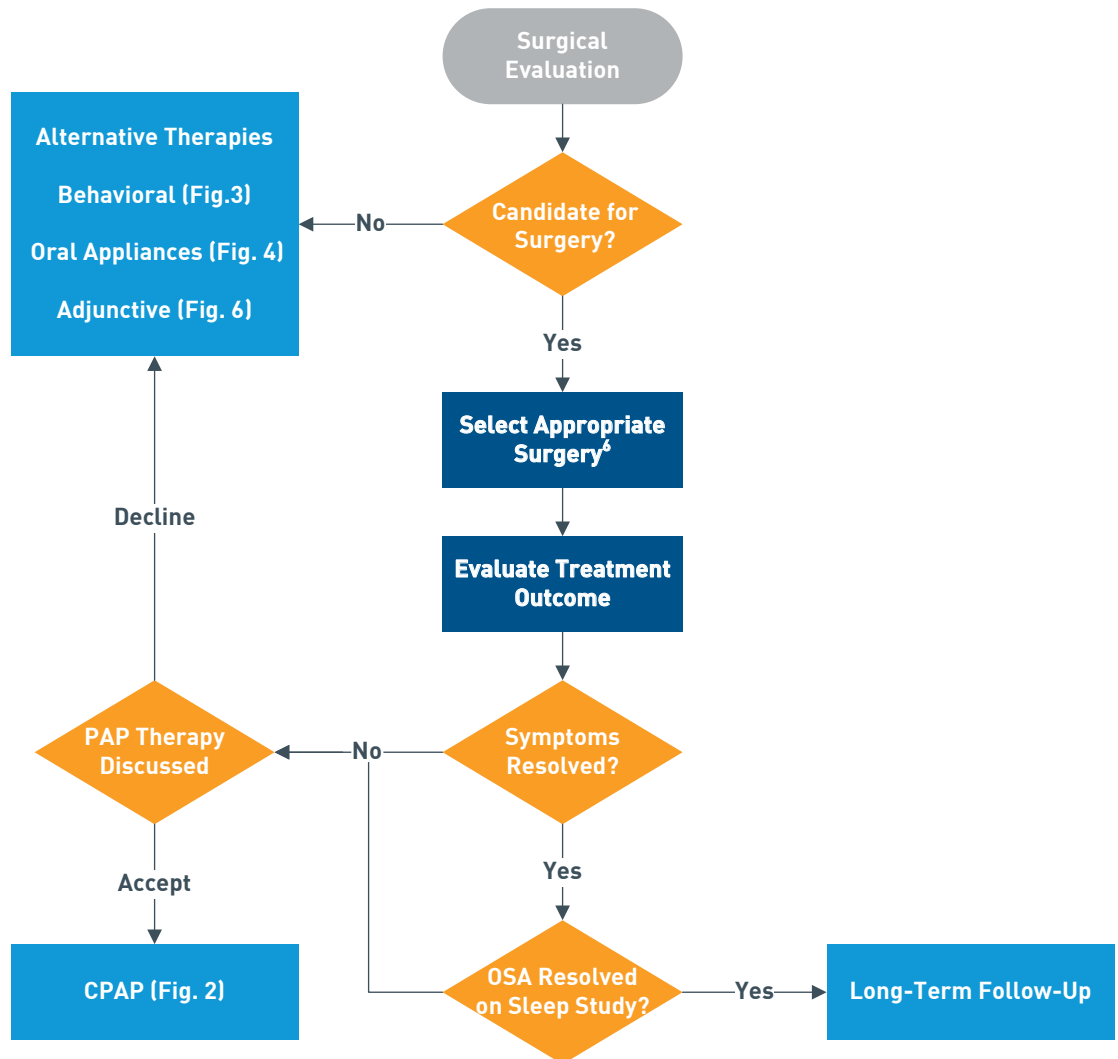 Surgical
Evaluation
Alternative Therapies
Behavioral (Fig.3)
Oral Appliances (Fig. 4)
Adjunctive (Fig. 6)
No
Candidate for
Surgery?
Yes
Select Appropriate
Surgery⁶
Decline
Evaluate Treatment
Outcome
PAP Therapy
Discussed
No
Symptoms
Resolved?
Accept
Yes
CPAP (Fig. 2)
OSA Resolved
on Sleep Study?
Yes
Long-Term Follow-Up